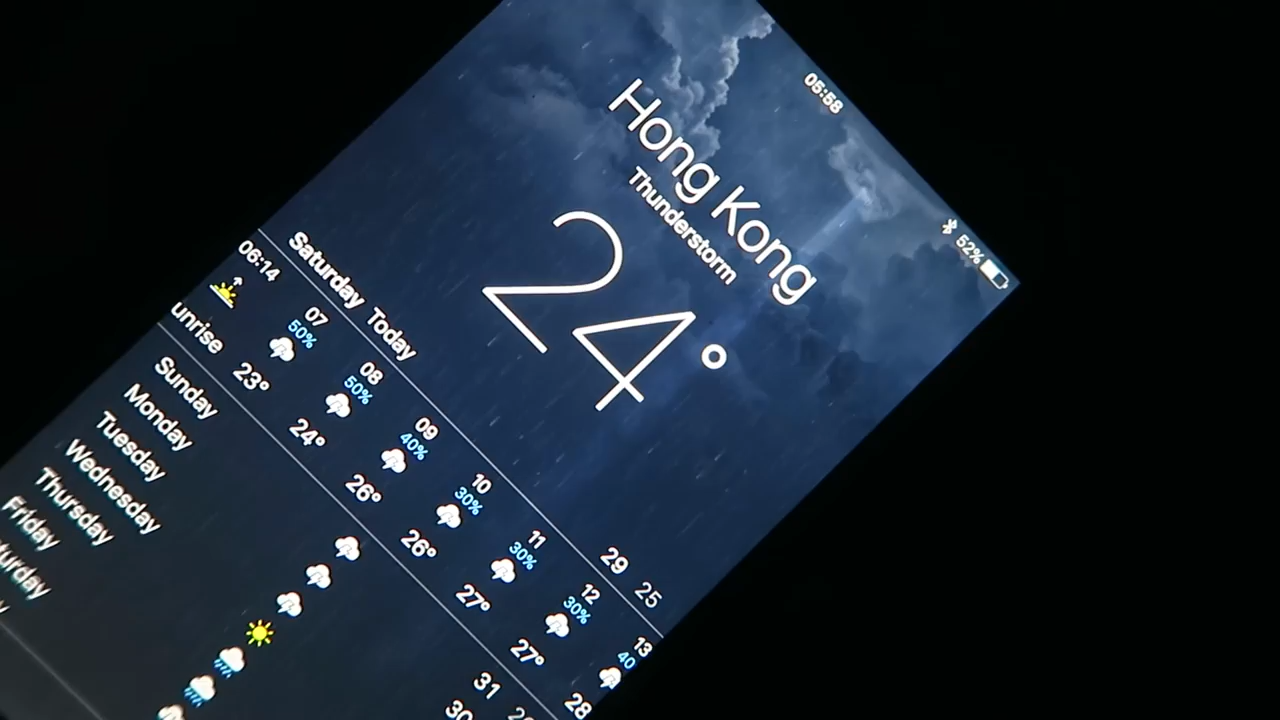 05:58
52%
Hong Kong
Thunderstorm
24°
Saturday Today 29 25
06:14 07 08 09 10 11 12 13
50% 50% 40% 30% 30% 30% 40
unrise 23° 24° 26° 26° 27° 27° 28
Sunday 31
Monday 30
Tuesday
Wednesday
Thursday
Friday
turday